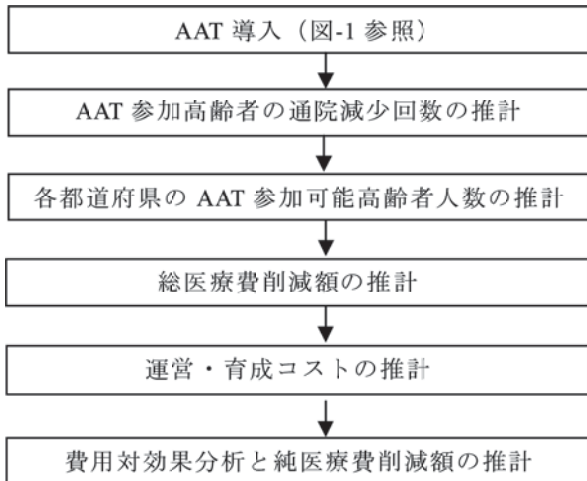 AAT 導入（図-1 参照）
AAT 参加高齢者の通院減少回数の推計
各都道府県の AAT 参加可能高齢者人数の推計
総医療費削減額の推計
運営・育成コストの推計
費用対効果分析と純医療費削減額の推計